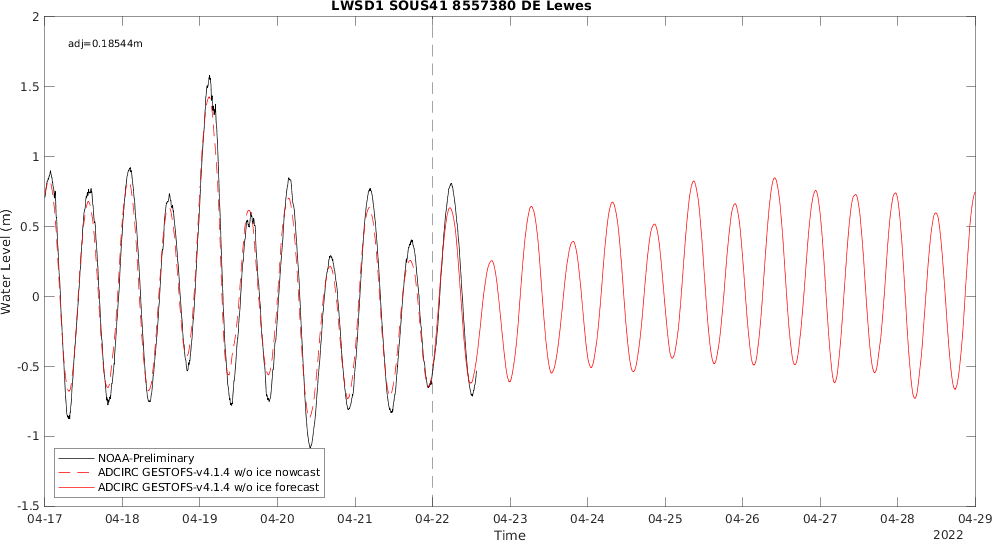 LWSD1 SOUS41 8557380 DE Lewes
adj=0.18544m
Water Level (m)
2
1.5
1
0.5
0
-0.5
-1
-1.5
NOAA-Preliminary
ADCIRC GESTOFS-v4.1.4 w/o ice nowcast
ADCIRC GESTOFS-v4.1.4 w/o ice forecast
04-17 04-18 04-19 04-20 04-21 04-22 04-23 04-24 04-25 04-26 04-27 04-28 04-29
Time
2022